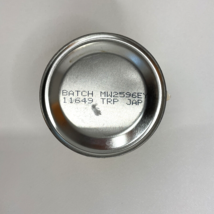 BATCH MW2596E
11649 TRP JAP